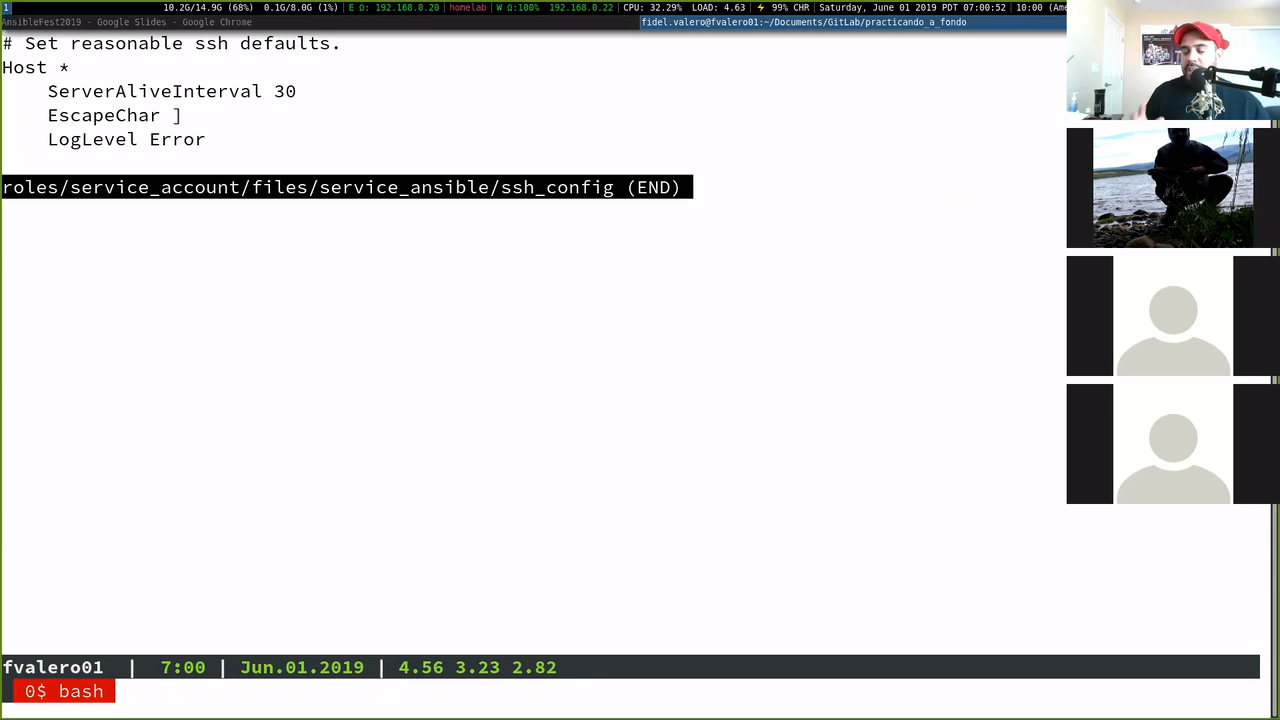 1 10.2G/14.9G (68%) 0.1G/8.0G (1%) | E Ω: 192.168.0.20 | homelab | W Ω:100% 192.168.0.22 | CPU: 32.29% LOAD: 4.63 | ⚡ 99% CHR | Saturday, June 01 2019 PDT 07:00:52 | 10:00 (Ame
AnsibleFest2019 - Google Slides - Google Chrome
fidel.valero@fvalero01:~/Documents/GitLab/practicando_a_fondo
# Set reasonable ssh defaults.
Host *
    ServerAliveInterval 30
    EscapeChar ]
    LogLevel Error
roles/service_account/files/service_ansible/ssh_config (END)
fvalero01 | 7:00 | Jun.01.2019 | 4.56 3.23 2.82
0$ bash